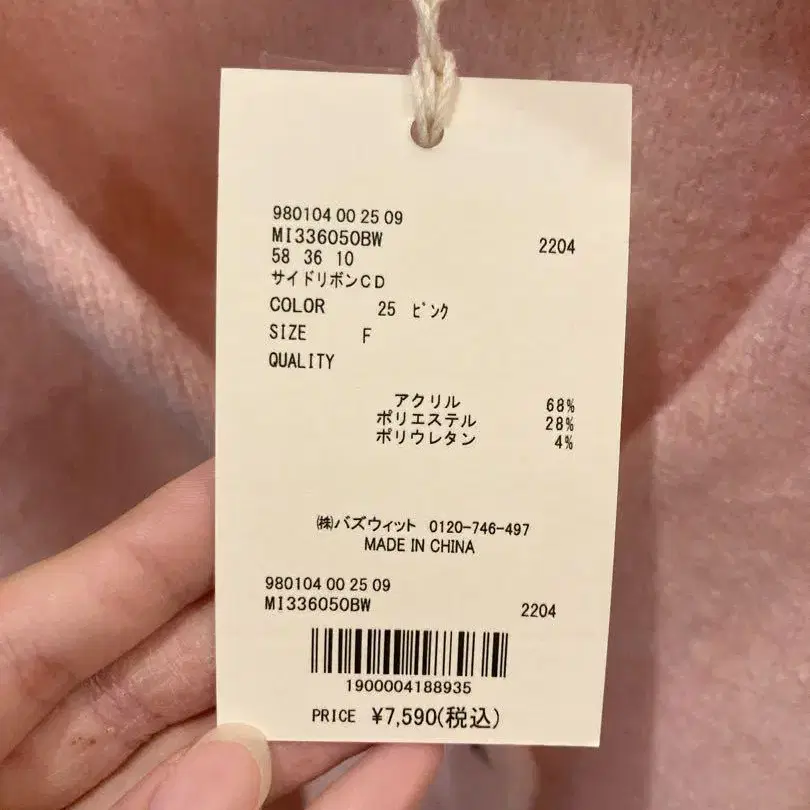 980104 00 25 09
MI336050BW 2204
58 36 10
サイドリボンCD
COLOR 25 ピンク
SIZE F
QUALITY
アクリル 68%
ポリエステル 28%
ポリウレタン 4%
㈱バズウィット 0120-746-497
MADE IN CHINA
980104 00 25 09
MI336050BW 2204
1900004188935
PRICE ¥7,590(税込)